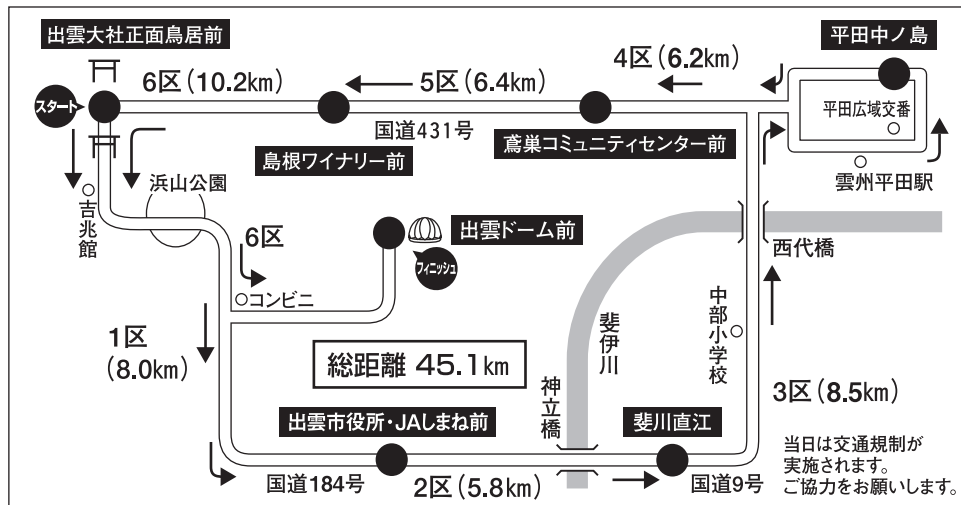 出雲大社正面鳥居前
平田中ノ島
スタート
6区(10.2km)
5区(6.4km)
4区(6.2km)
国道431号
島根ワイナリー前
鳶巣コミュニティセンター前
平田広域交番
雲州平田駅
吉兆館
浜山公園
6区
出雲ドーム前
フィニッシュ
コンビニ
西代橋
斐伊川
中部小学校
1区
(8.0km)
総距離 45.1km
神立橋
3区(8.5km)
出雲市役所・JAしまね前
斐川直江
国道184号
2区(5.8km)
国道9号
当日は交通規制が
実施されます。
ご協力をお願いします。